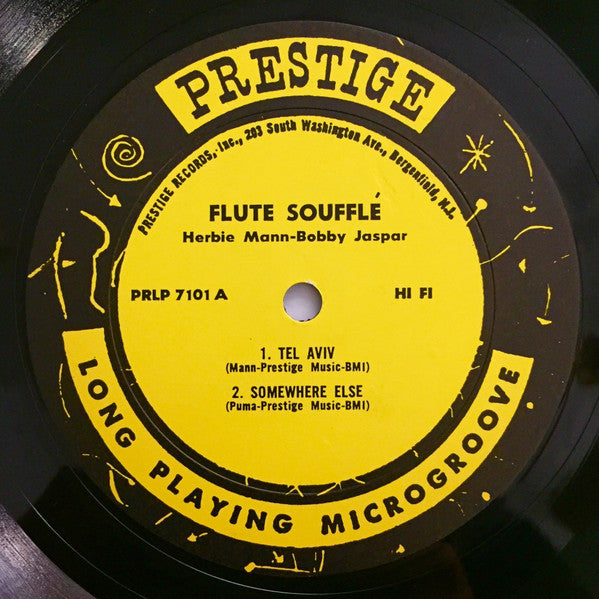 PRESTIGE
PRESTIGE RECORDS, Inc., 203 South Washington Ave., Bergenfield, N.J.
FLUTE SOUFFLÉ
Herbie Mann-Bobby Jaspar
PRLP 7101 A HI FI
1. TEL AVIV
(Mann-Prestige Music-BMI)
2. SOMEWHERE ELSE
(Puma-Prestige Music-BMI)
LONG PLAYING MICROGROOVE